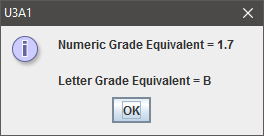 U3A1
Numeric Grade Equivalent = 1.7
Letter Grade Equivalent = B
OK